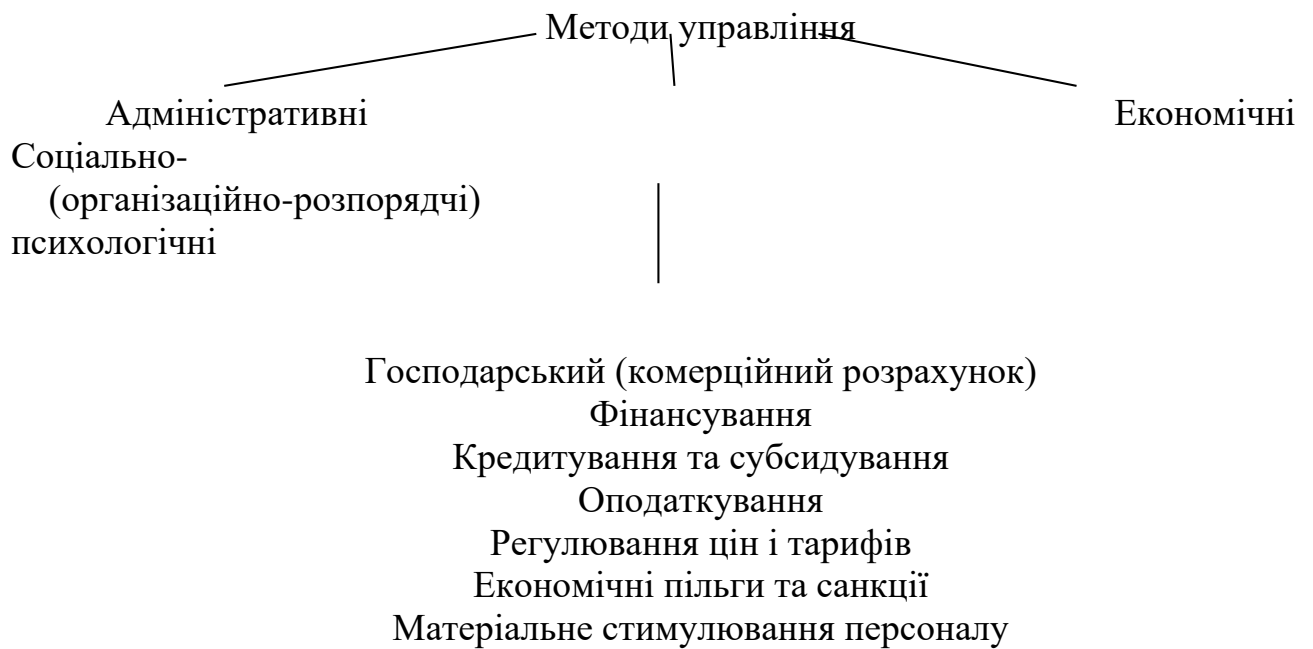 Методи управління
Адміністративні Економічні
Соціально-
(організаційно-розпорядчі)
психологічні
Господарський (комерційний розрахунок)
Фінансування
Кредитування та субсидування
Оподаткування
Регулювання цін і тарифів
Економічні пільги та санкції
Матеріальне стимулювання персоналу